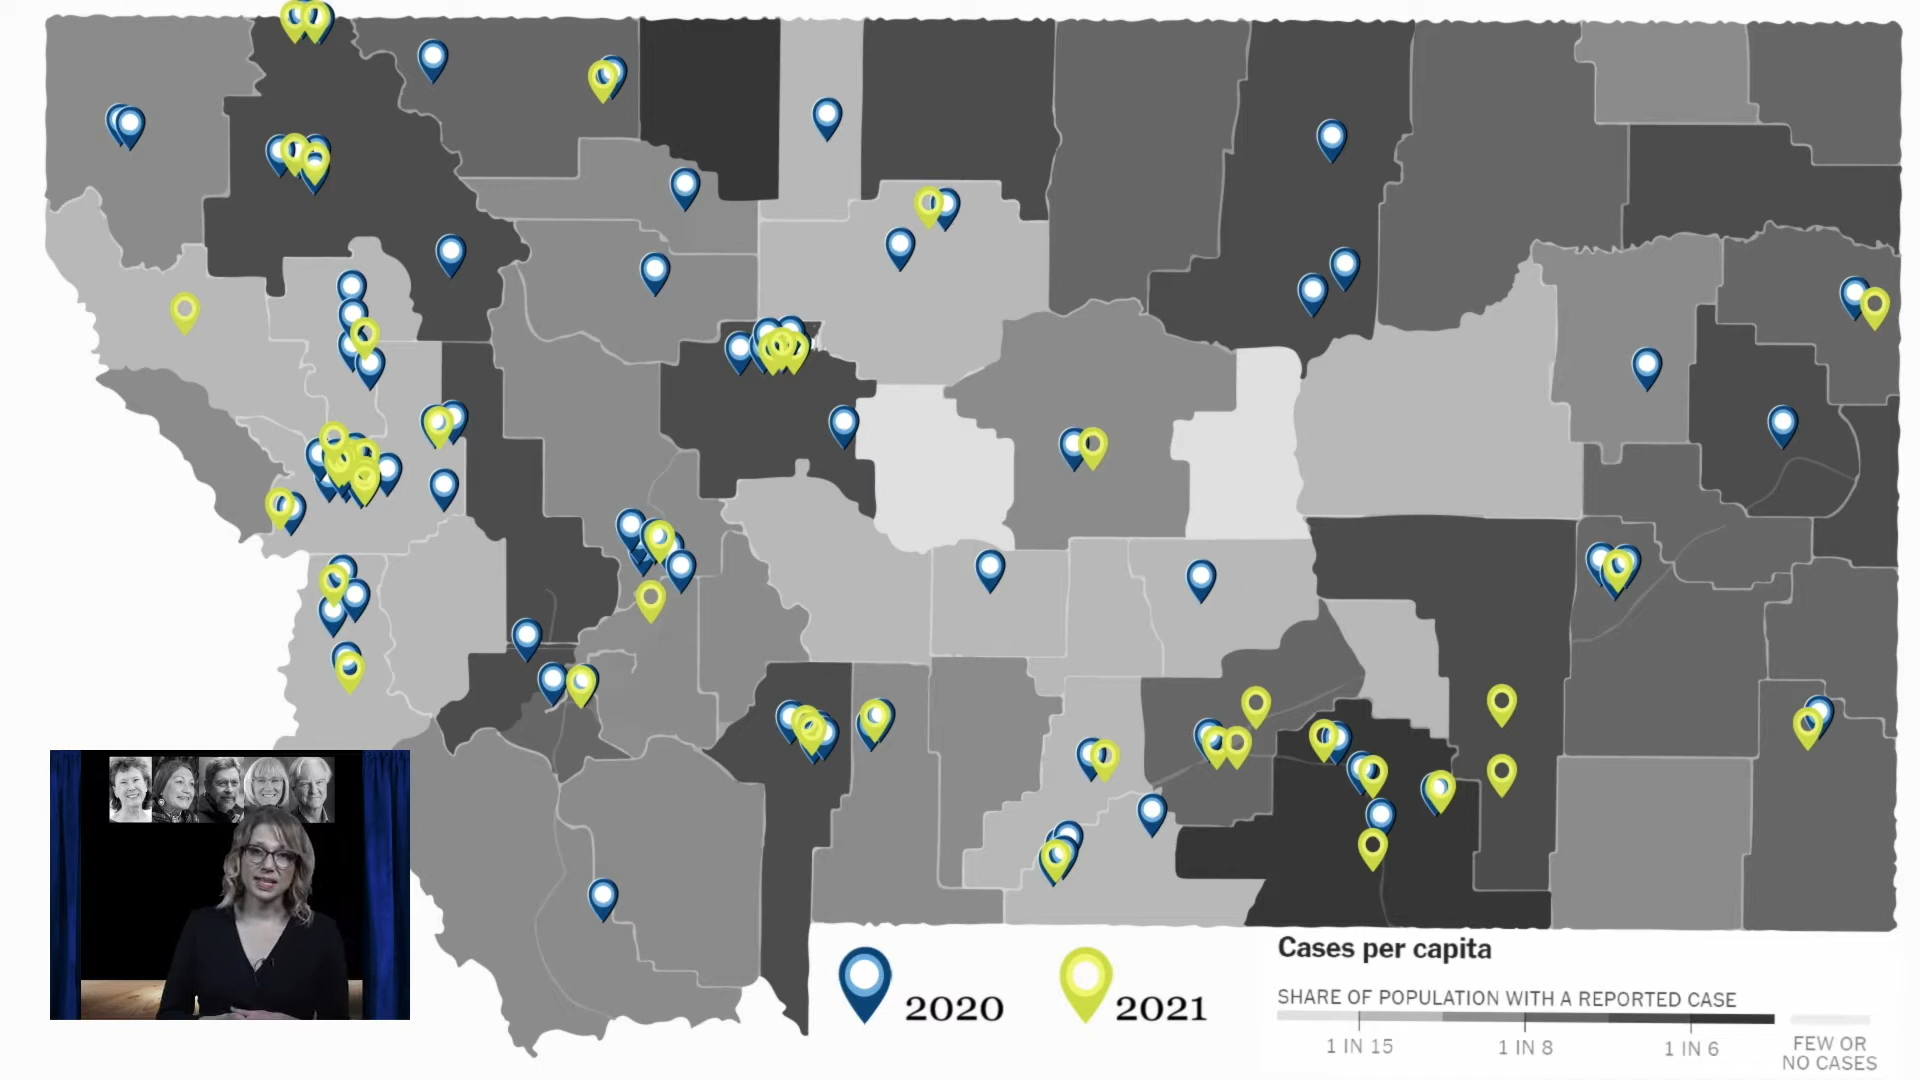 2020
2021
Cases per capita
SHARE OF POPULATION WITH A REPORTED CASE
1 IN 15
1 IN 8
1 IN 6
FEW OR
NO CASES